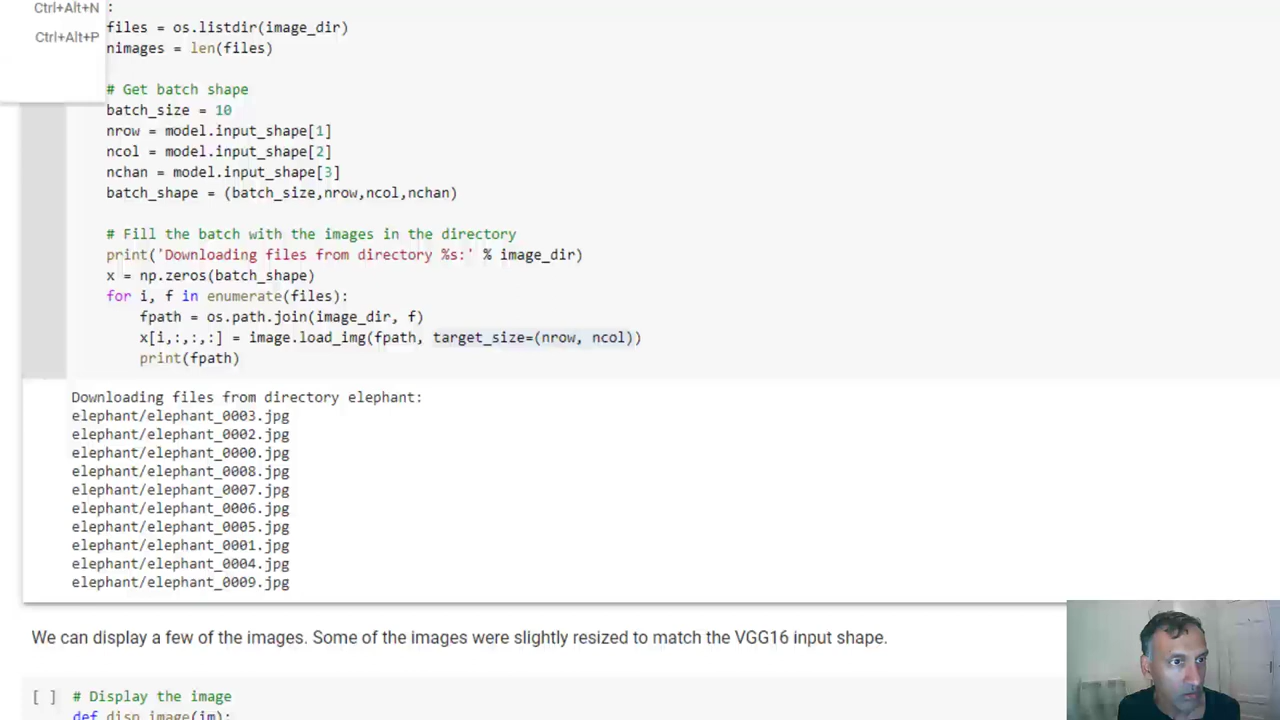 Ctrl+Alt+N
:
files = os.listdir(image_dir)
Ctrl+Alt+P
nimages = len(files)
# Get batch shape
batch_size = 10
nrow = model.input_shape[1]
ncol = model.input_shape[2]
nchan = model.input_shape[3]
batch_shape = (batch_size,nrow,ncol,nchan)
# Fill the batch with the images in the directory
print('Downloading files from directory %s:' % image_dir)
x = np.zeros(batch_shape)
for i, f in enumerate(files):
fpath = os.path.join(image_dir, f)
x[i,:,:,:] = image.load_img(fpath, target_size=(nrow, ncol))
print(fpath)
Downloading files from directory elephant:
elephant/elephant_0003.jpg
elephant/elephant_0002.jpg
elephant/elephant_0000.jpg
elephant/elephant_0008.jpg
elephant/elephant_0007.jpg
elephant/elephant_0006.jpg
elephant/elephant_0005.jpg
elephant/elephant_0001.jpg
elephant/elephant_0004.jpg
elephant/elephant_0009.jpg
We can display a few of the images. Some of the images were slightly resized to match the VGG16 input shape.
[ ] # Display the image
def disp_image(im):